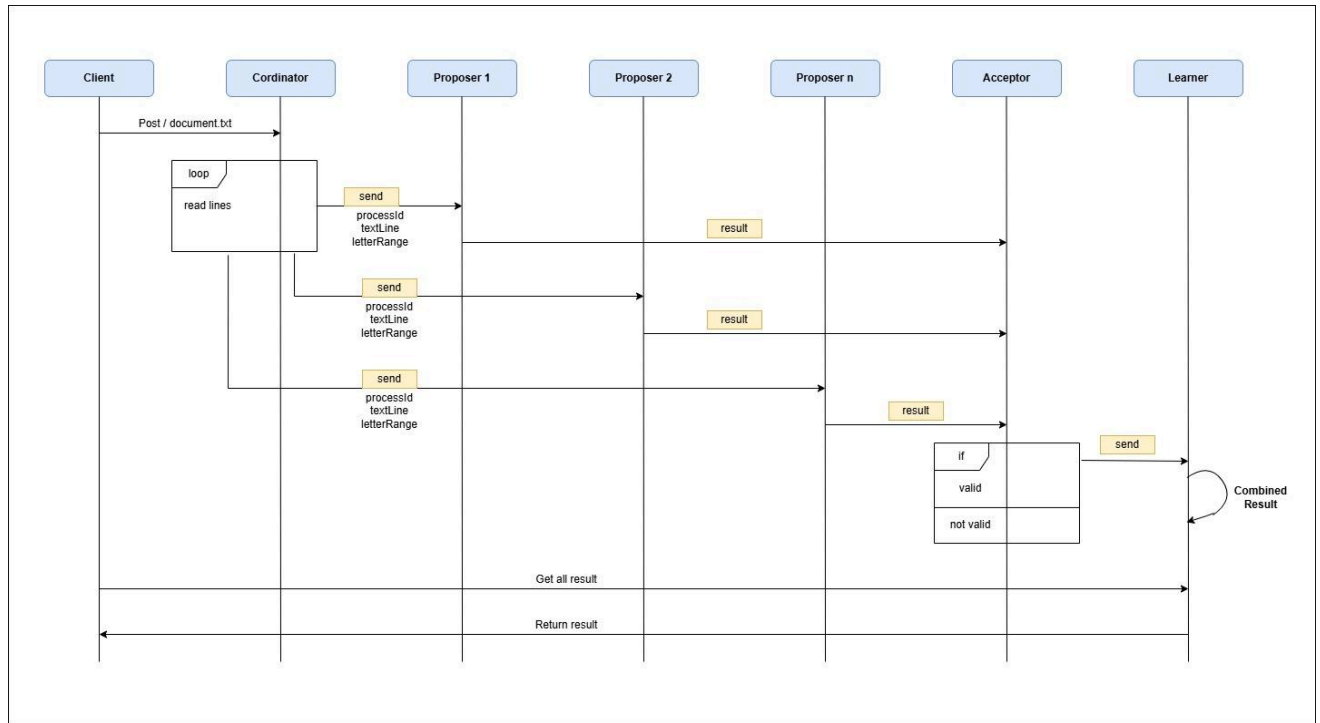 Client
Cordinator
Proposer 1
Proposer 2
Proposer n
Acceptor
Learner
Post / document.txt
loop
read lines
send
processId
textLine
letterRange
result
send
processId
textLine
letterRange
result
send
processId
textLine
letterRange
result
if
valid
not valid
send
Combined
Result
Get all result
Return result